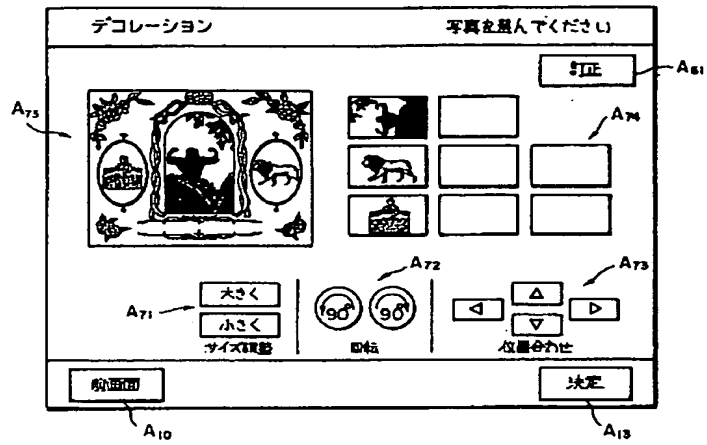 デコレーション 写真を選んでください
訂正 A61
A75
A74
A72
A73
大きく
A71
90° 90°
小さく
サイズ調整 回転 位置合わせ
前画面 決定
A10 A13